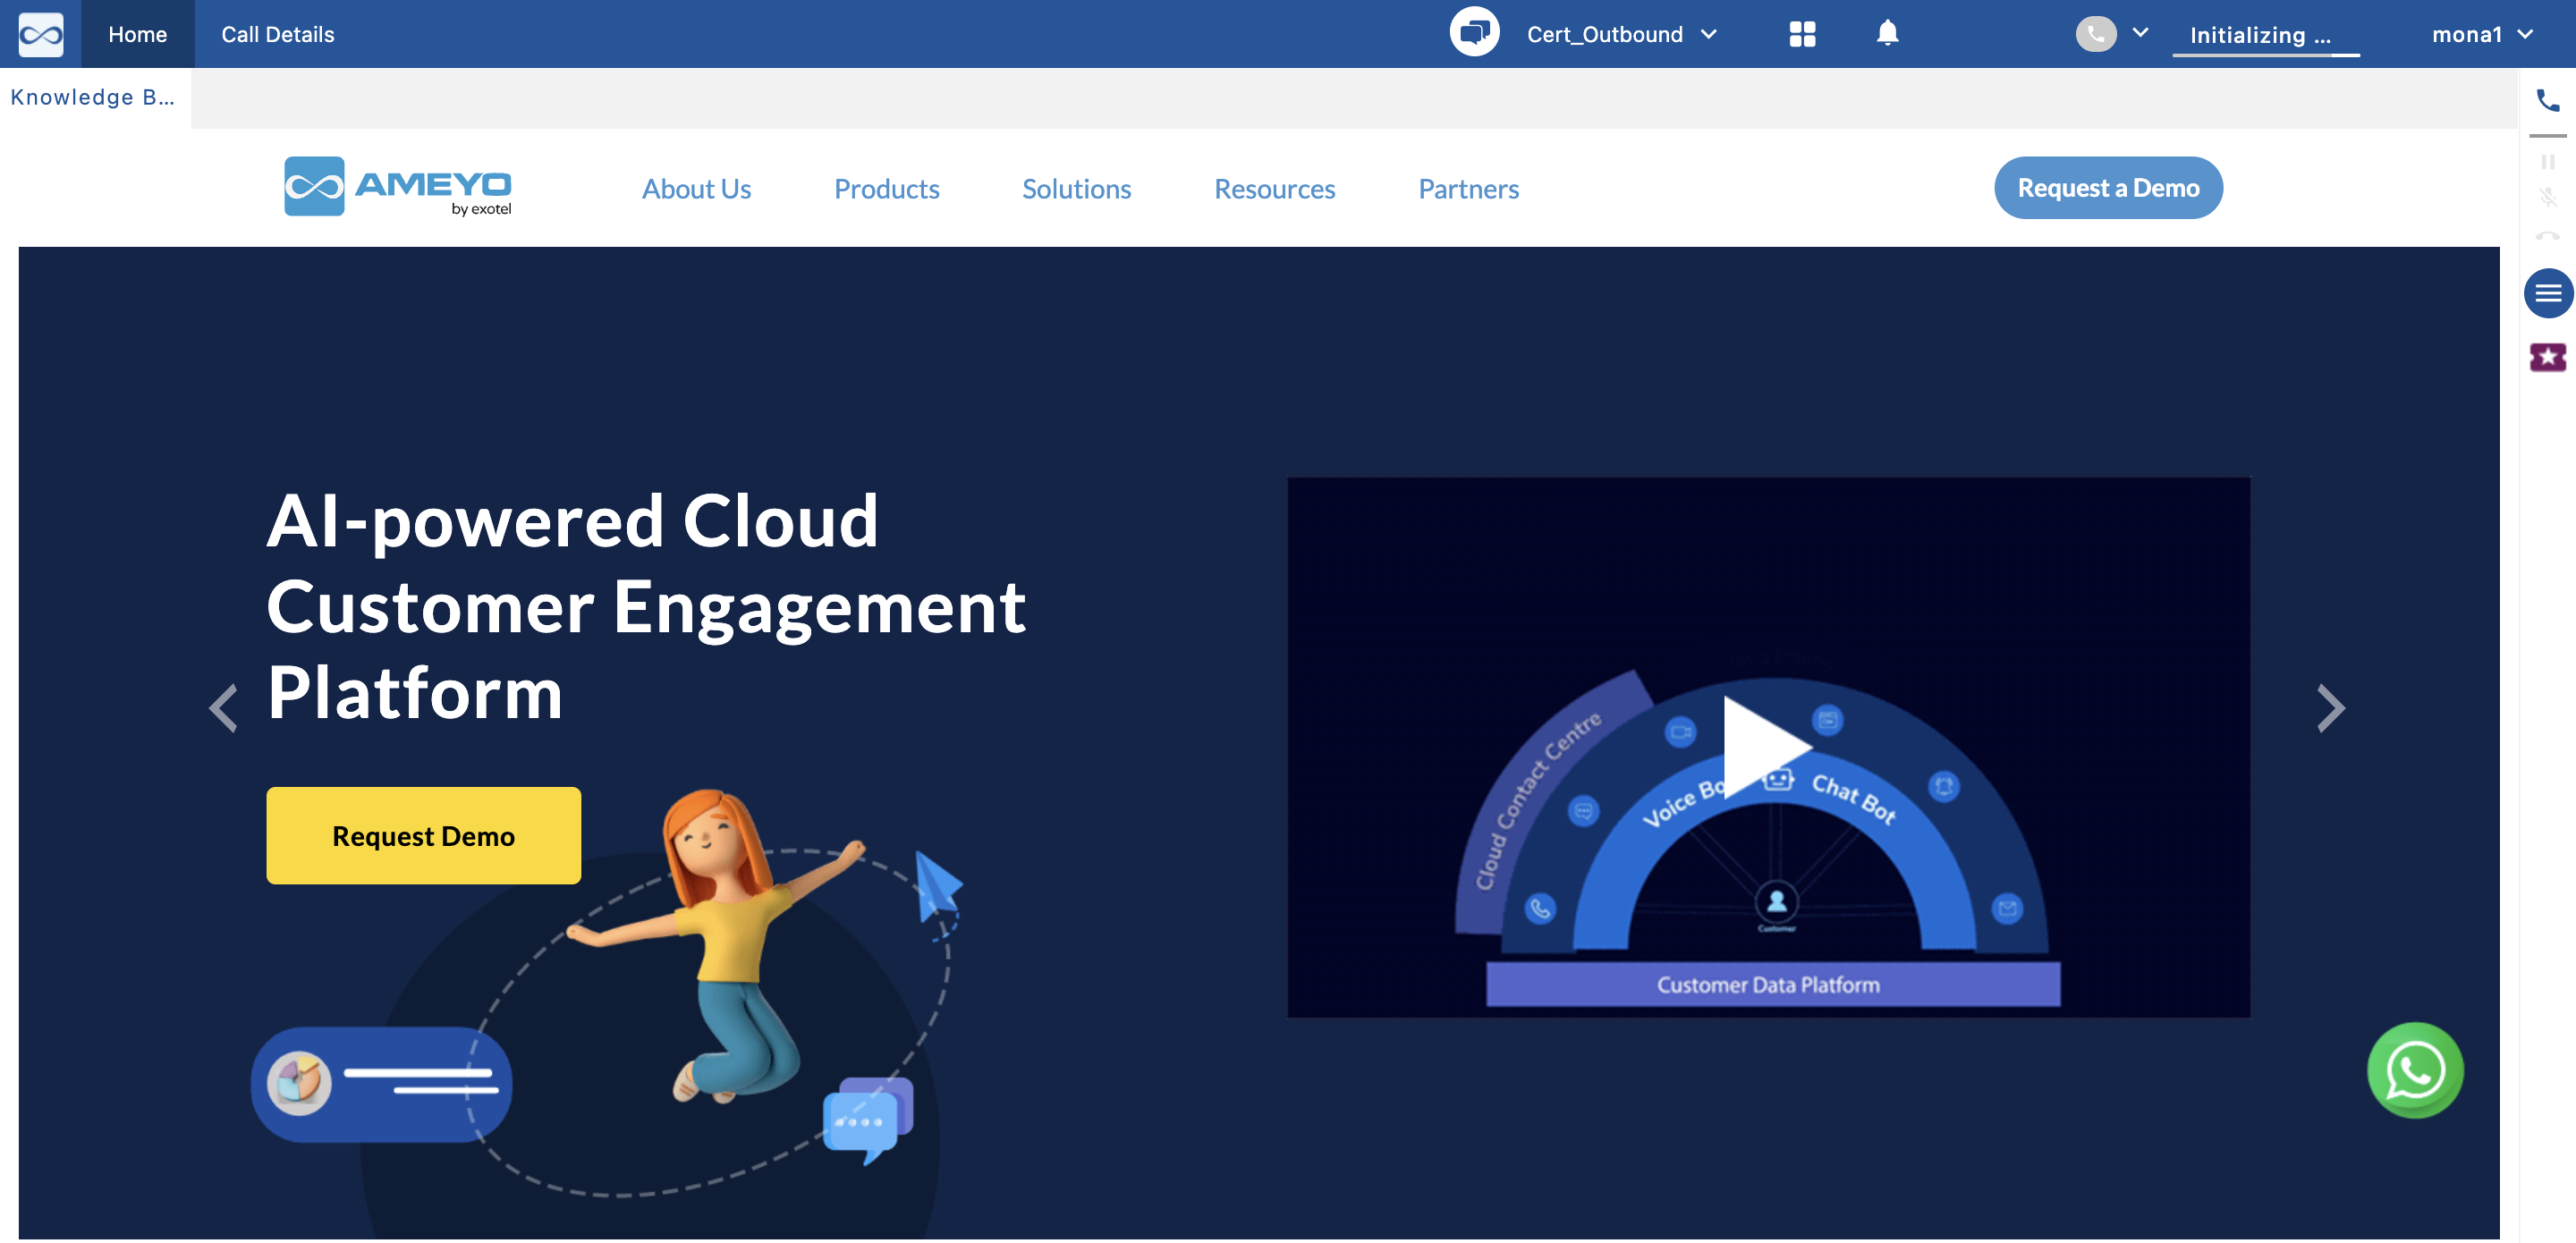 Home
Call Details
Cert_Outbound
Initializing ...
mona1
Knowledge B...
AMEYO
by exotel
About Us
Products
Solutions
Resources
Partners
Request a Demo
AI-powered Cloud
Customer Engagement
Platform
Request Demo
Cloud Contact Centre
Voice Bo
Chat Bot
Customer
Customer Data Platform